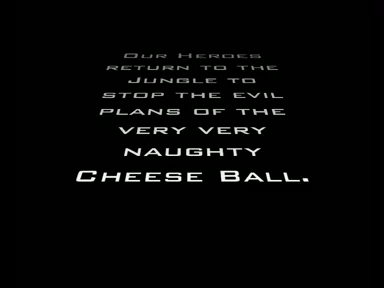 Our Heroes
return to the
Jungle to
stop the evil
plans of the
very very
naughty
Cheese Ball.